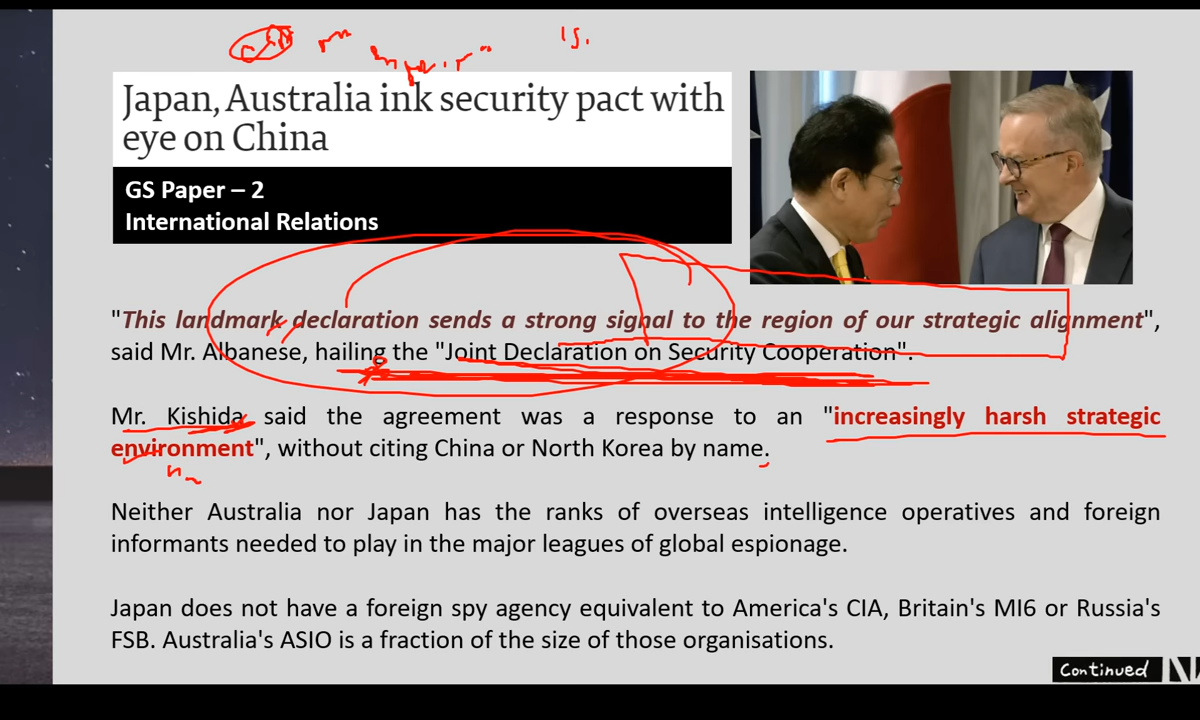 Japan, Australia ink security pact with
eye on China
GS Paper – 2
International Relations
"This landmark declaration sends a strong signal to the region of our strategic alignment",
said Mr. Albanese, hailing the "Joint Declaration on Security Cooperation".
Mr. Kishida said the agreement was a response to an "increasingly harsh strategic
environment", without citing China or North Korea by name.
Neither Australia nor Japan has the ranks of overseas intelligence operatives and foreign
informants needed to play in the major leagues of global espionage.
Japan does not have a foreign spy agency equivalent to America's CIA, Britain's MI6 or Russia's
FSB. Australia's ASIO is a fraction of the size of those organisations.
Continued